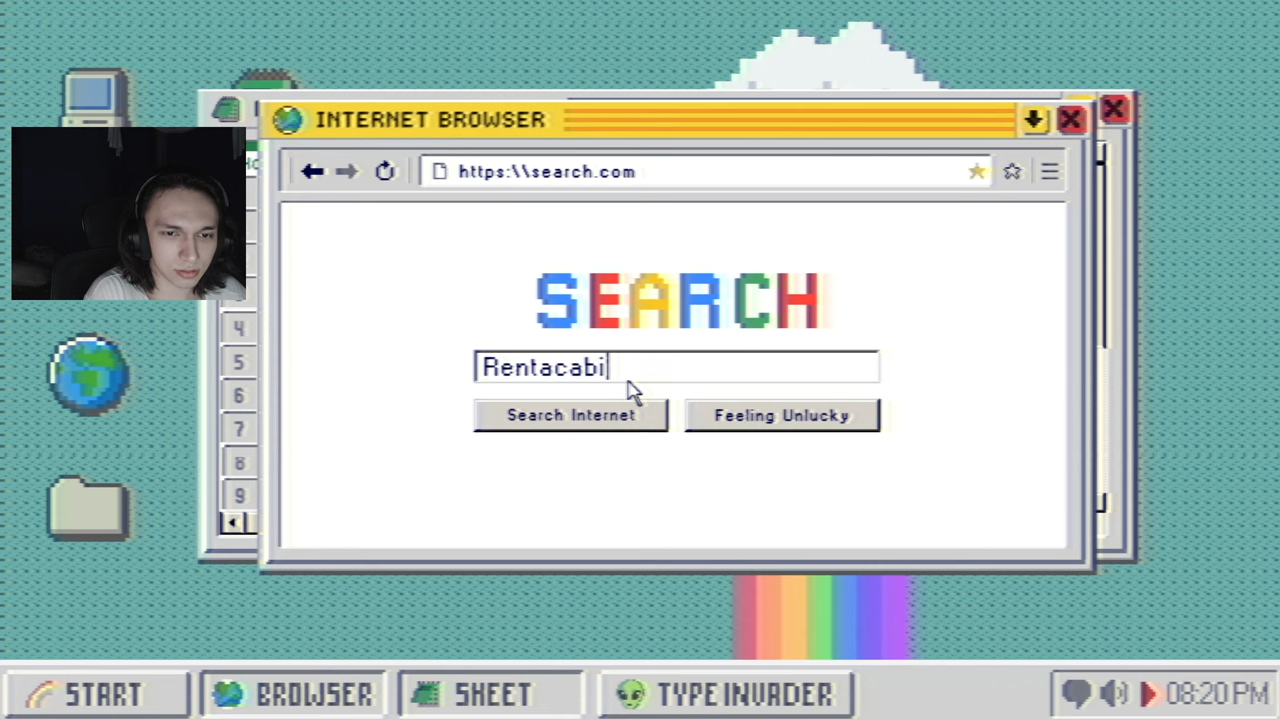 INTERNET BROWSER
https:\\search.com
SEARCH
Rentacabi
Search Internet
Feeling Unlucky
4
5
6
7
8
9
START
BROWSER
SHEET
TYPE INVADER
08:20 PM